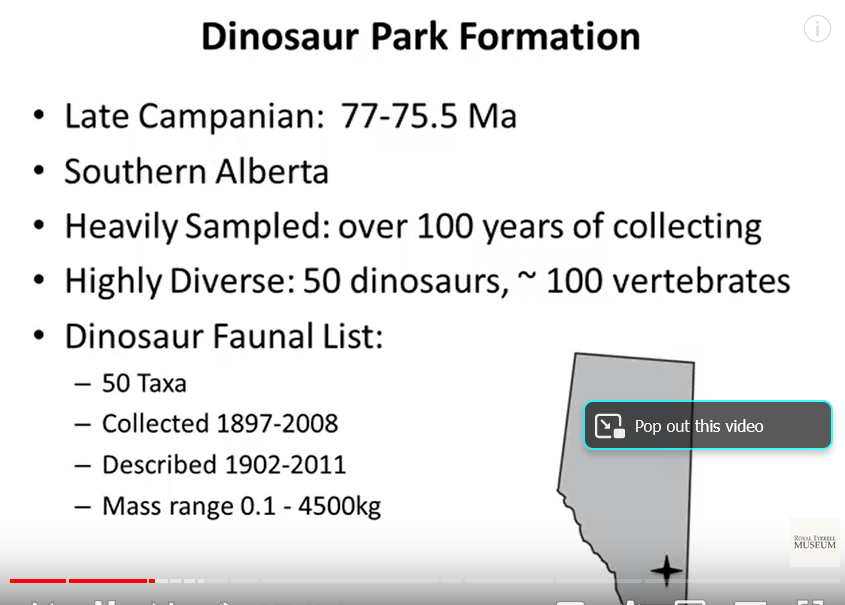 Dinosaur Park Formation
• Late Campanian: 77-75.5 Ma
• Southern Alberta
• Heavily Sampled: over 100 years of collecting
• Highly Diverse: 50 dinosaurs, ~ 100 vertebrates
• Dinosaur Faunal List:
– 50 Taxa
– Collected 1897-2008
– Described 1902-2011
– Mass range 0.1 - 4500kg
Pop out this video
ROYAL TYRRELL
MUSEUM